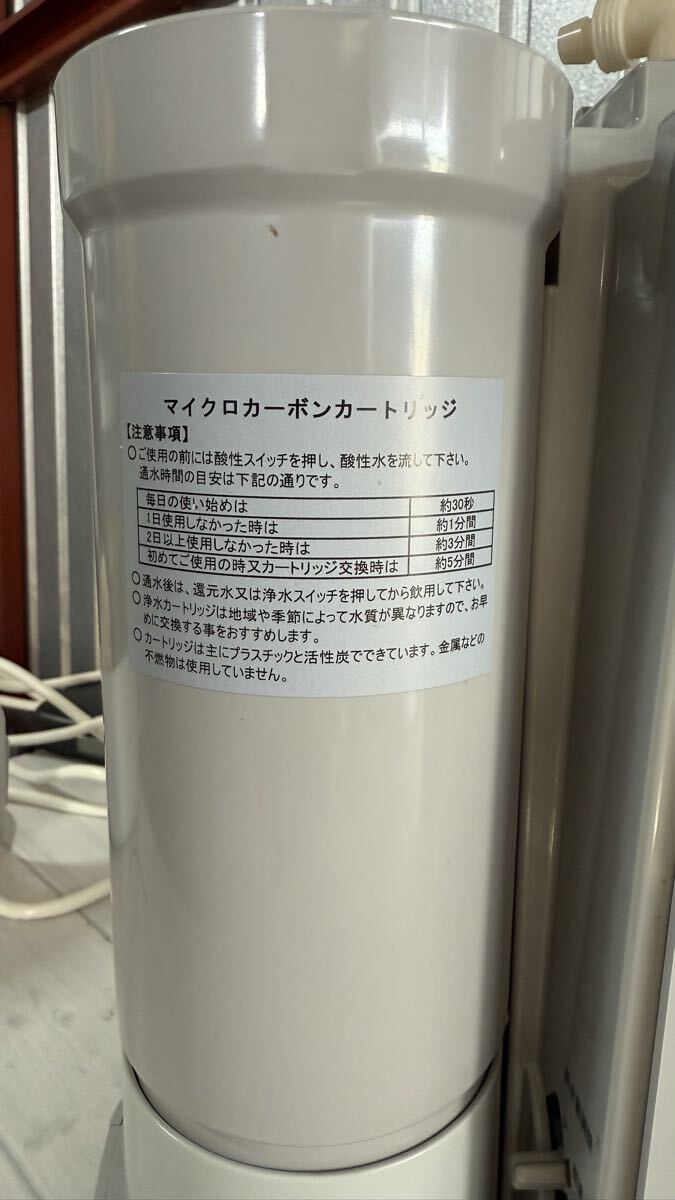 マイクロカーボンカートリッジ
【注意事項】
○ご使用の前には酸性スイッチを押し、酸性水を流して下さい。
通水時間の目安は下記の通りです。
毎日の使い始めは 約30秒
1日使用しなかった時は 約1分間
2日以上使用しなかった時は 約3分間
初めてご使用の時又カートリッジ交換時は 約5分間
○通水後は、還元水又は浄水スイッチを押してから飲用して下さい。
○浄水カートリッジは地域や季節によって水質が異なりますので、お早
めに交換する事をおすすめします。
○カートリッジは主にプラスチックと活性炭でできています。金属などの
不燃物は使用していません。